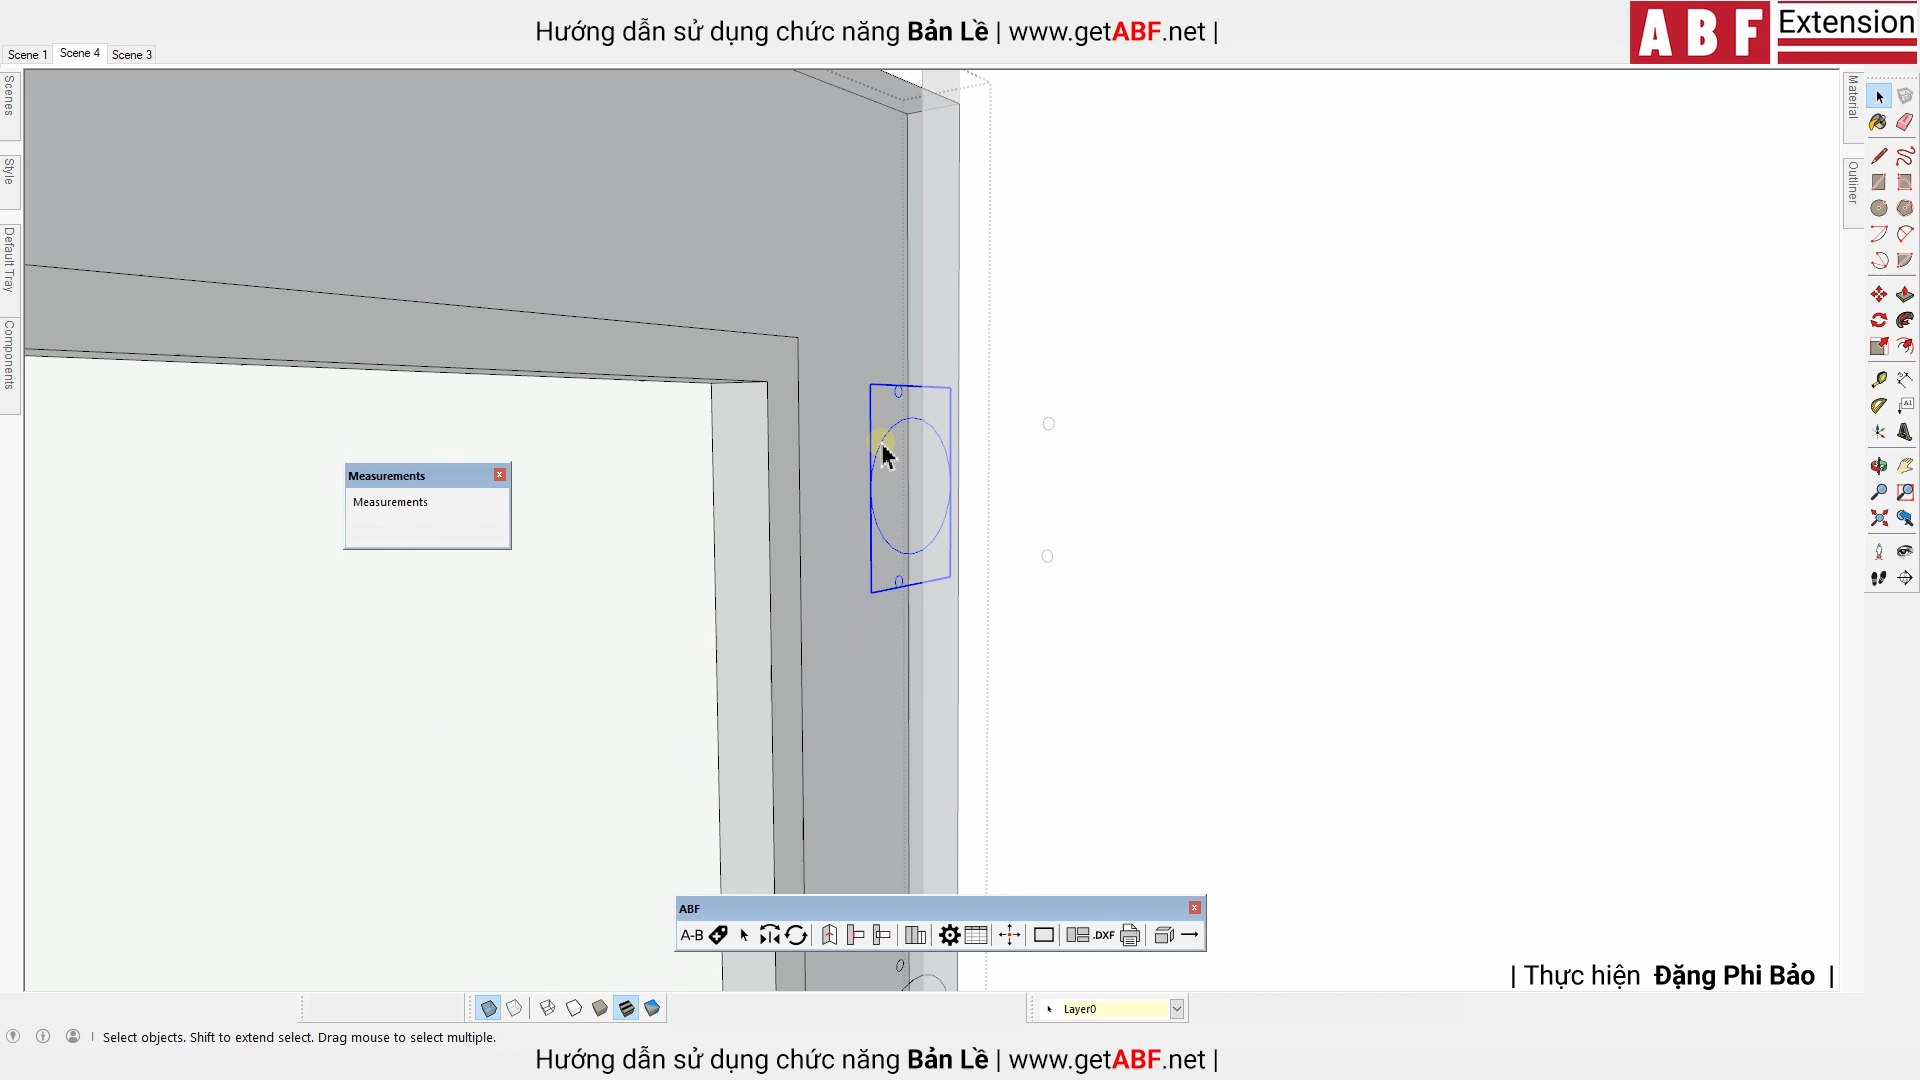 Hướng dẫn sử dụng chức năng Bản Lề | www.getABF.net |
ABF Extension
Scene 1 Scene 4 Scene 3
Scenes
Style
Default Tray
Components
Material
Outliner
A1
Measurements
Measurements
ABF
A-B .DXF
| Thực hiện Đặng Phi Bảo |
Layer0
Select objects. Shift to extend select. Drag mouse to select multiple.
Hướng dẫn sử dụng chức năng Bản Lề | www.getABF.net |